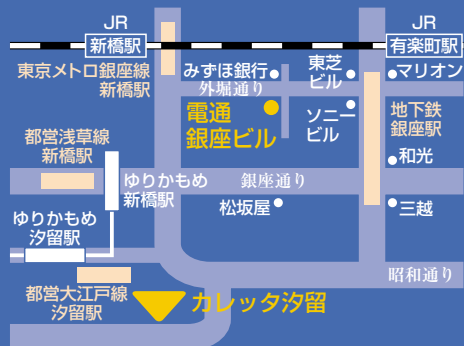 JR
新橋駅
JR
有楽町駅
東京メトロ銀座線
新橋駅
みずほ銀行
外堀通り
東芝
ビル
マリオン
電通
銀座ビル
ソニー
ビル
地下鉄
銀座駅
都営浅草線
新橋駅
和光
ゆりかもめ
新橋駅
銀座通り
松坂屋
三越
ゆりかもめ
汐留駅
昭和通り
都営大江戸線
汐留駅
カレッタ汐留